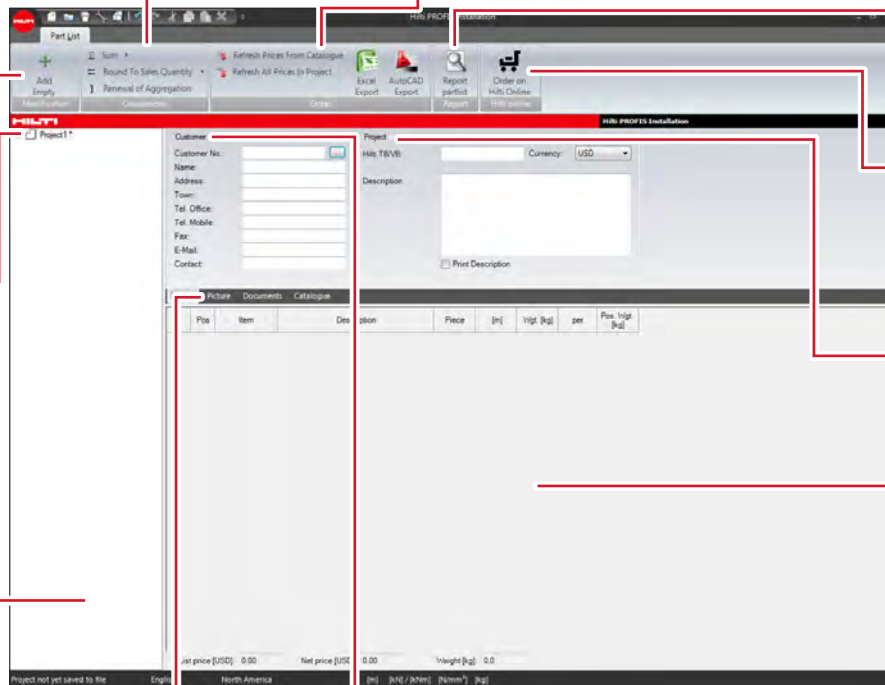 Hilti PROFIS Installation
Part List
Add Empty
Sum
Round To Sales Quantity
Renewal of Aggregation
Refresh Prices From Catalogue
Refresh All Prices In Project
Excel Export
AutoCAD Export
Report partlist
Order on Hilti Online
Extras
Report
HILTI
Hilti PROFIS Installation
Project1 *
Customer
Customer No.:
Name:
Address:
Town:
Tel. Office:
Tel. Mobile:
Fax:
E-Mail:
Contact:
Project
Hilti TB/VB:
Currency: USD
Description
Print Description
Picture Documents Catalogue
Pos Item Description Piece [m] Wgt. [kg] per Pos. Wgt. [kg]
List price [USD]: 0.00 Net price [USD]: 0.00 Weight [kg]: 0.0
Project not yet saved to file North America [m] [kN] / [kNm] [N/mm²] [kg]